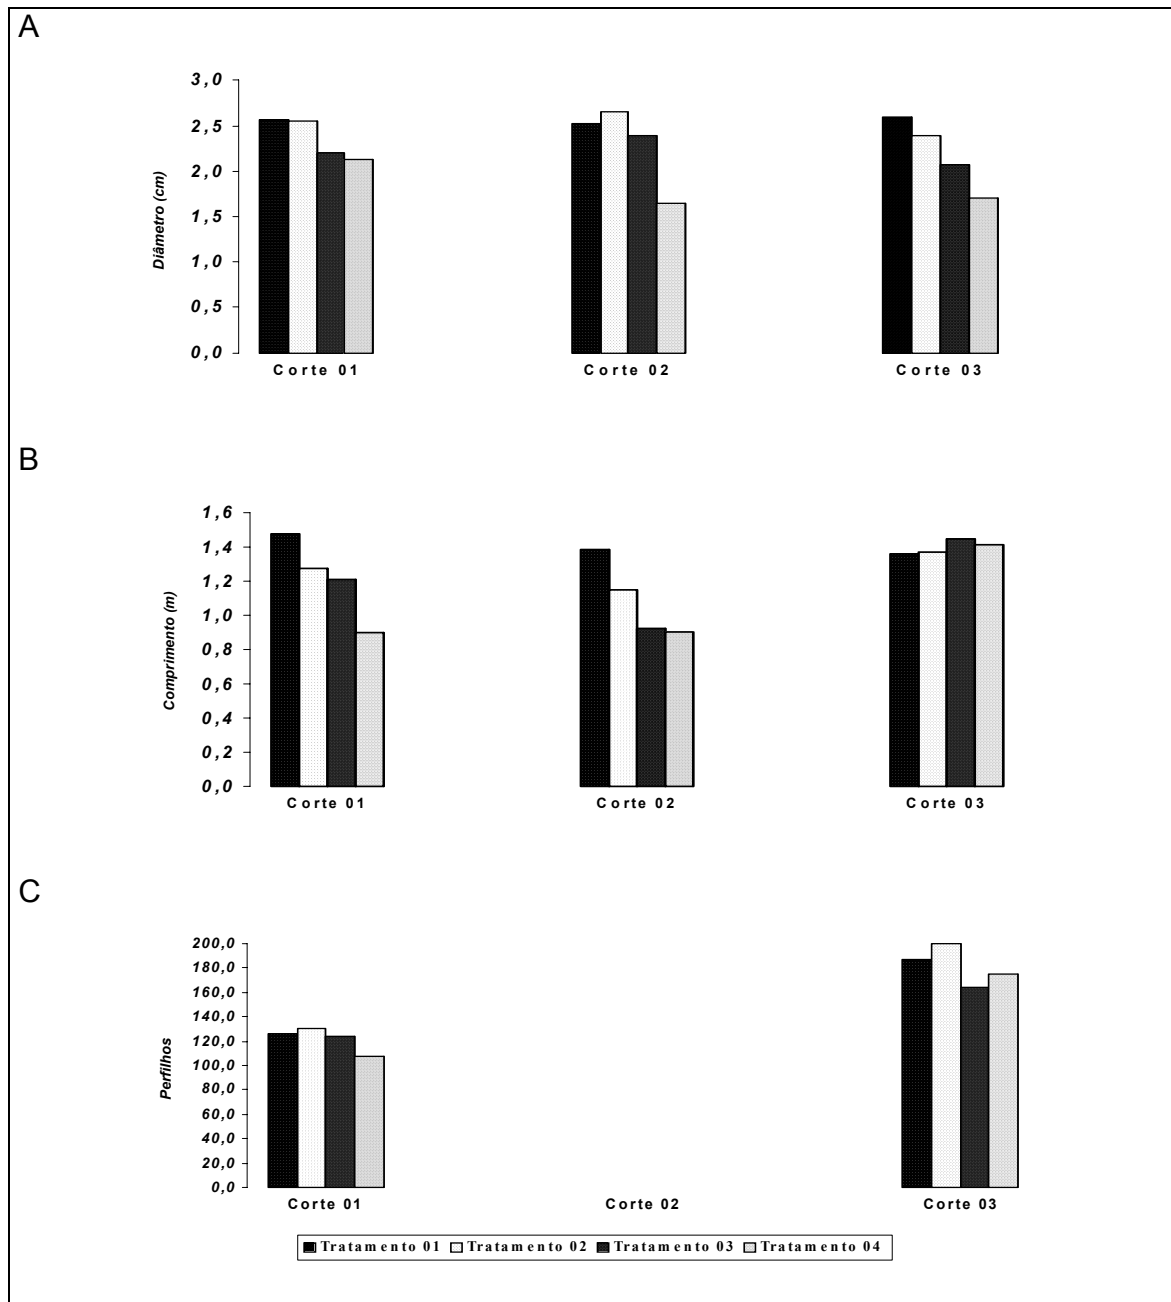 A
3,0
2,5
2,0
1,5
1,0
0,5
0,0
Diâmetro (cm)
Corte 01 Corte 02 Corte 03
B
1,6
1,4
1,2
1,0
0,8
0,6
0,4
0,2
0,0
Comprimento (m)
Corte 01 Corte 02 Corte 03
C
200,0
180,0
160,0
140,0
120,0
100,0
80,0
60,0
40,0
20,0
0,0
Perfilhos
Corte 01 Corte 02 Corte 03
Tratamento 01 Tratamento 02 Tratamento 03 Tratamento 04